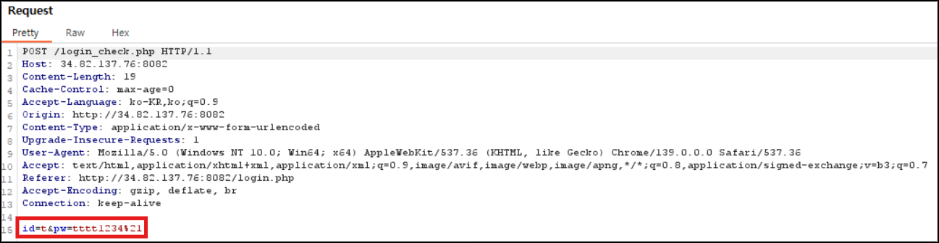 Request
Pretty Raw Hex
1 POST /login_check.php HTTP/1.1
2 Host: 34.82.137.76:8082
3 Content-Length: 19
4 Cache-Control: max-age=0
5 Accept-Language: ko-KR,ko;q=0.9
6 Origin: http://34.82.137.76:8082
7 Content-Type: application/x-www-form-urlencoded
8 Upgrade-Insecure-Requests: 1
9 User-Agent: Mozilla/5.0 (Windows NT 10.0; Win64; x64) AppleWebKit/537.36 (KHTML, like Gecko) Chrome/139.0.0.0 Safari/537.36
10 Accept: text/html,application/xhtml+xml,application/xml;q=0.9,image/avif,image/webp,image/apng,*/*;q=0.8,application/signed-exchange;v=b3;q=0.7
11 Referer: http://34.82.137.76:8082/login.php
12 Accept-Encoding: gzip, deflate, br
13 Connection: keep-alive
14
15 id=t&pw=tttt1234%21